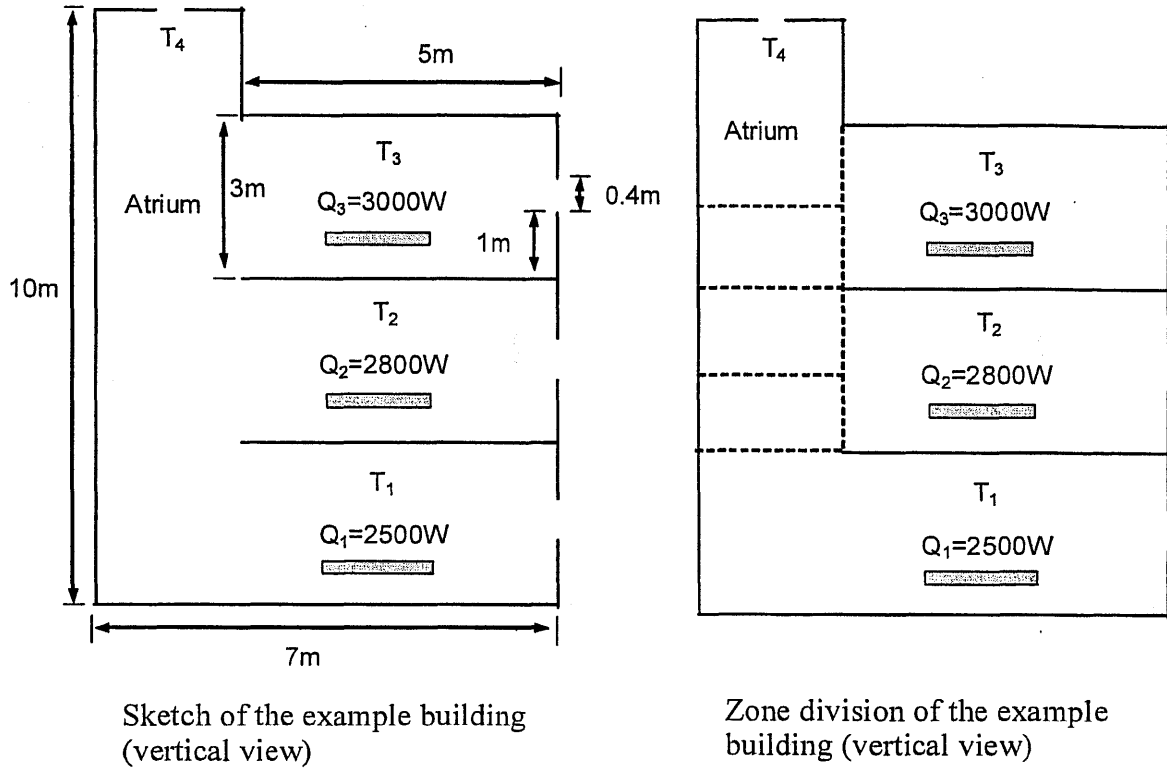 T₄
5m
T₃
Atrium
3m
Q₃=3000W
0.4m
1m
10m
T₂
Q₂=2800W
T₁
Q₁=2500W
7m
Sketch of the example building
(vertical view)
T₄
Atrium
T₃
Q₃=3000W
T₂
Q₂=2800W
T₁
Q₁=2500W
Zone division of the example
building (vertical view)